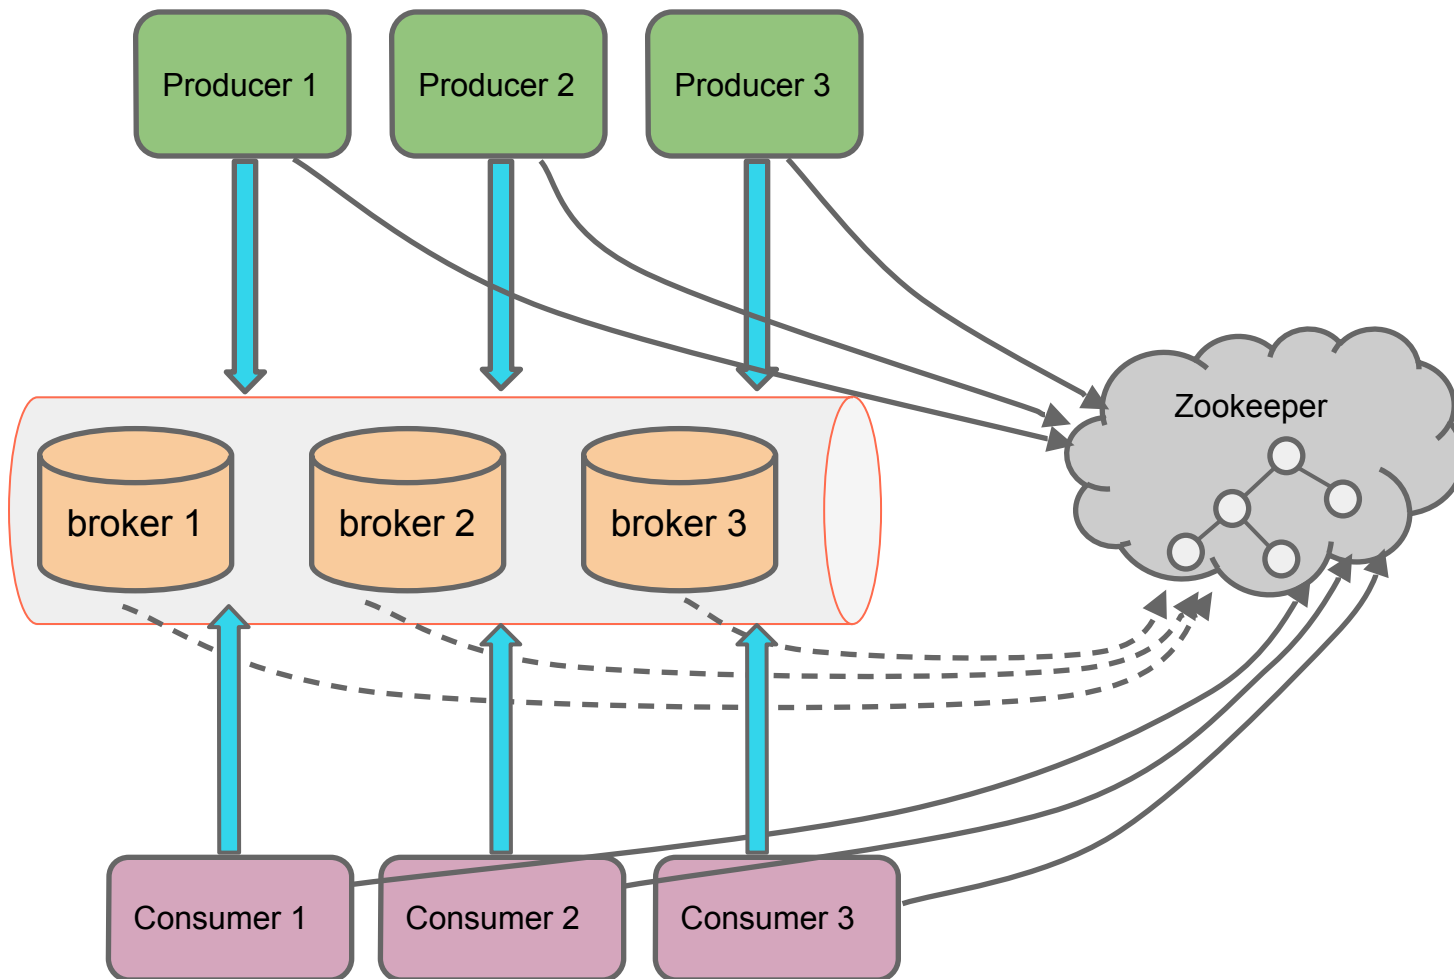 Producer 1
Producer 2
Producer 3
Zookeeper
broker 1
broker 2
broker 3
Consumer 1
Consumer 2
Consumer 3